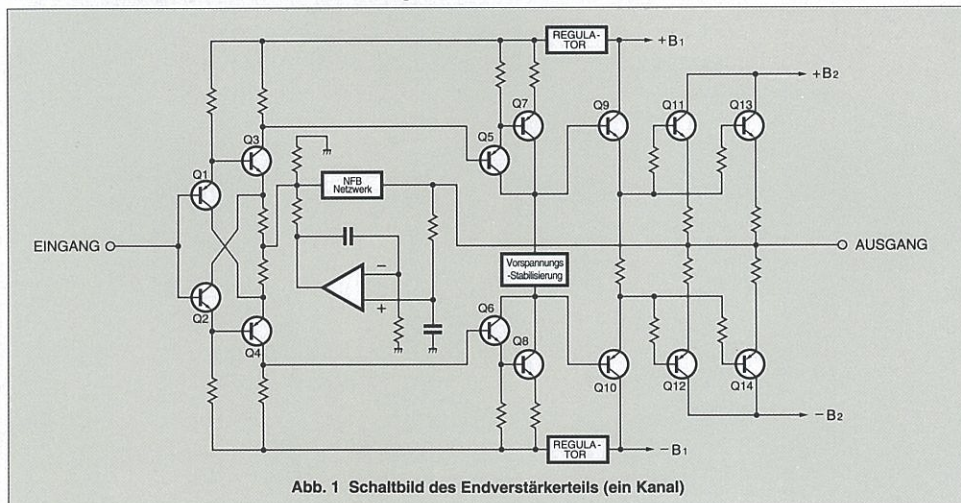 REGULA-
TOR
+B1
+B2
Q7
Q9
Q11
Q13
Q3
Q5
Q1
NFB
Netzwerk
EINGANG
AUSGANG
Vorspannungs
-Stabilisierung
−
+
Q2
Q4
Q6
Q8
Q10
Q12
Q14
−B2
REGULA-
TOR
−B1
Abb. 1 Schaltbild des Endverstärkerteils (ein Kanal)